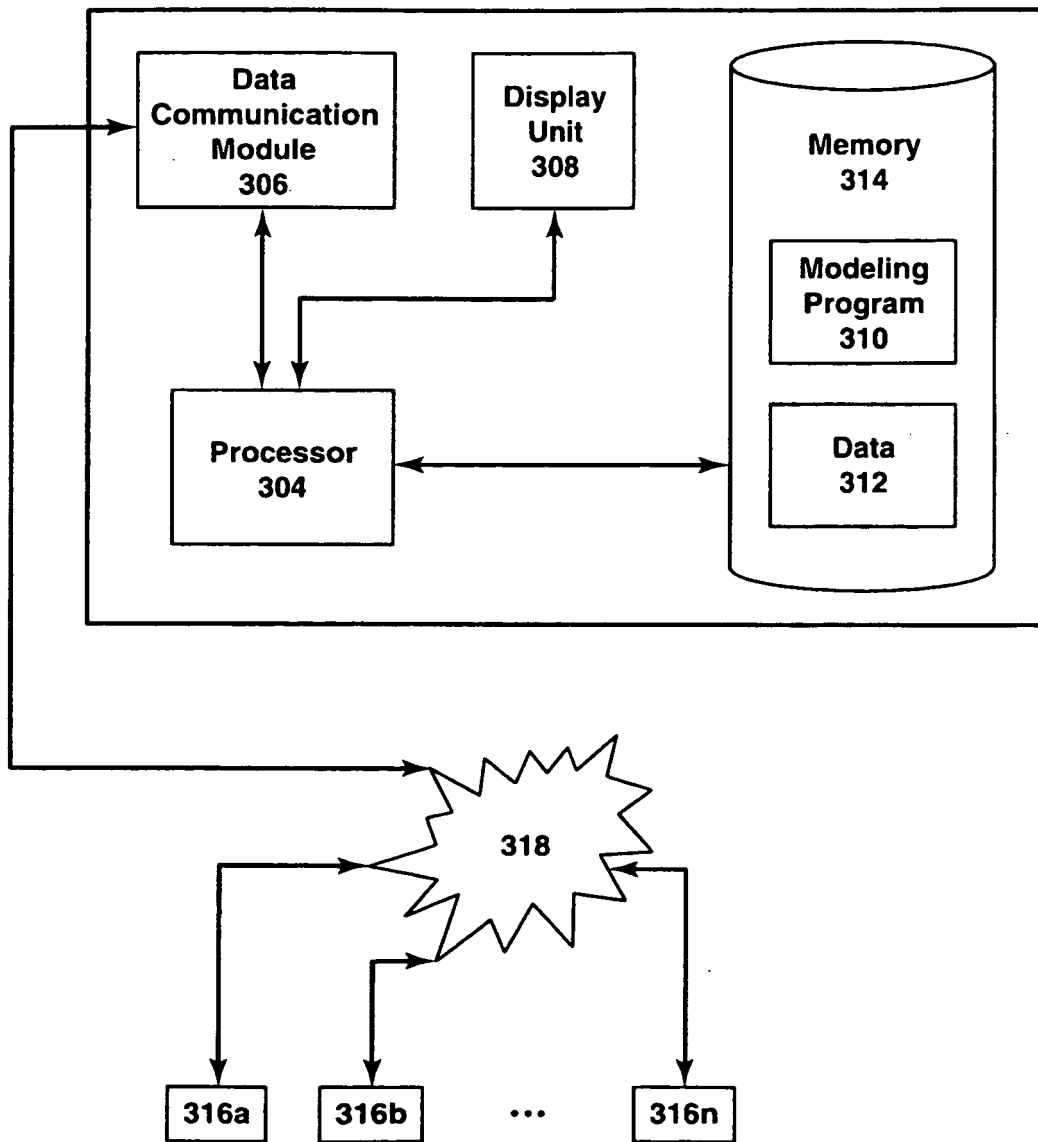 Data
Communication
Module
306
Display
Unit
308
Memory
314
Modeling
Program
310
Processor
304
Data
312
318
316a
316b
...
316n